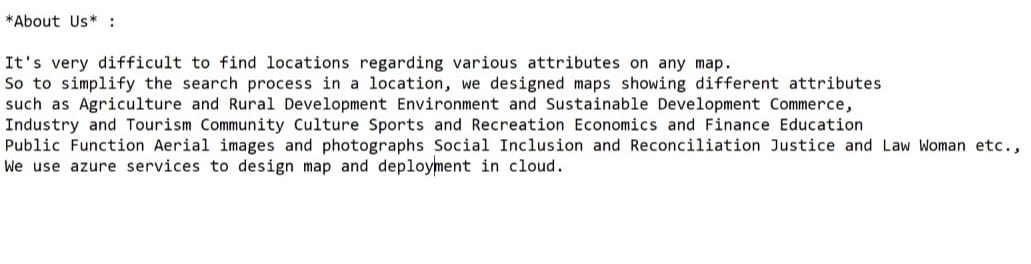 *About Us* :
It's very difficult to find locations regarding various attributes on any map.
So to simplify the search process in a location, we designed maps showing different attributes
such as Agriculture and Rural Development Environment and Sustainable Development Commerce,
Industry and Tourism Community Culture Sports and Recreation Economics and Finance Education
Public Function Aerial images and photographs Social Inclusion and Reconciliation Justice and Law Woman etc.,
We use azure services to design map and deployment in cloud.